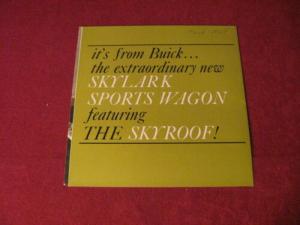 it's from Buick...
the extraordinary new
SKYLARK
SPORTS WAGON
featuring
THE SKYROOF!